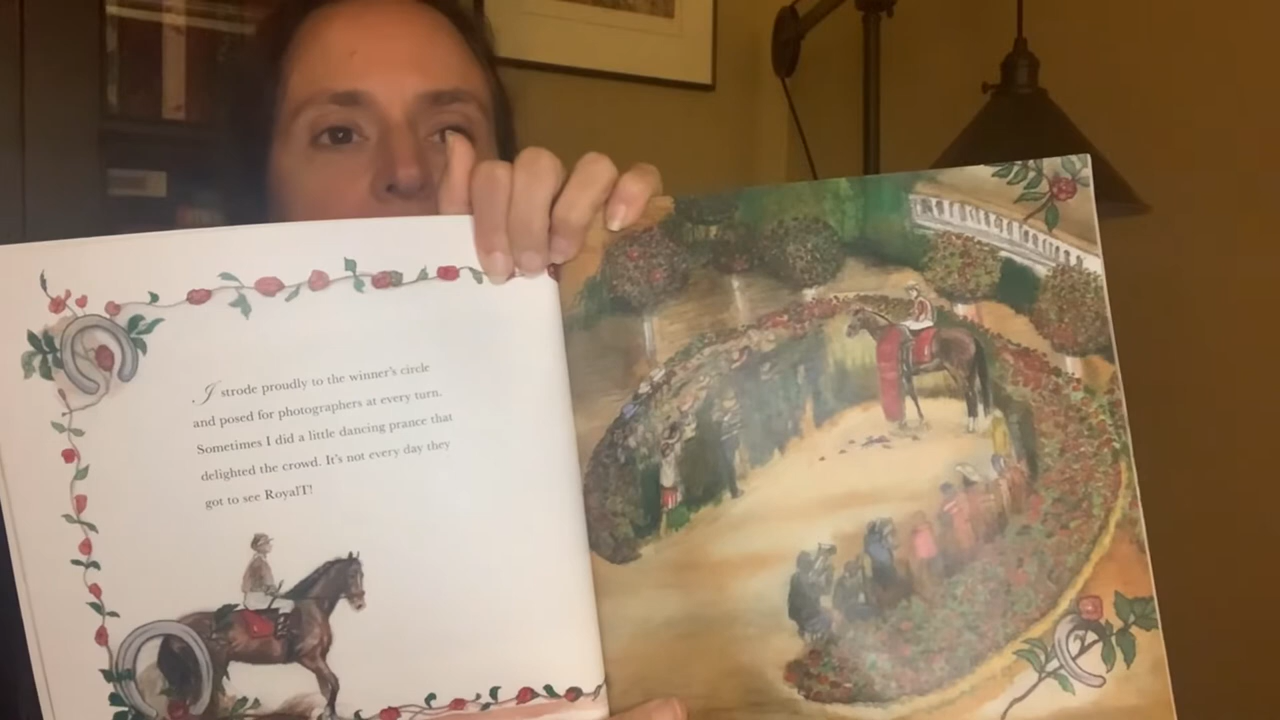 I strode proudly to the winner's circle
and posed for photographers at every turn.
Sometimes I did a little dancing prance that
delighted the crowd. It's not every day they
got to see RoyalT!